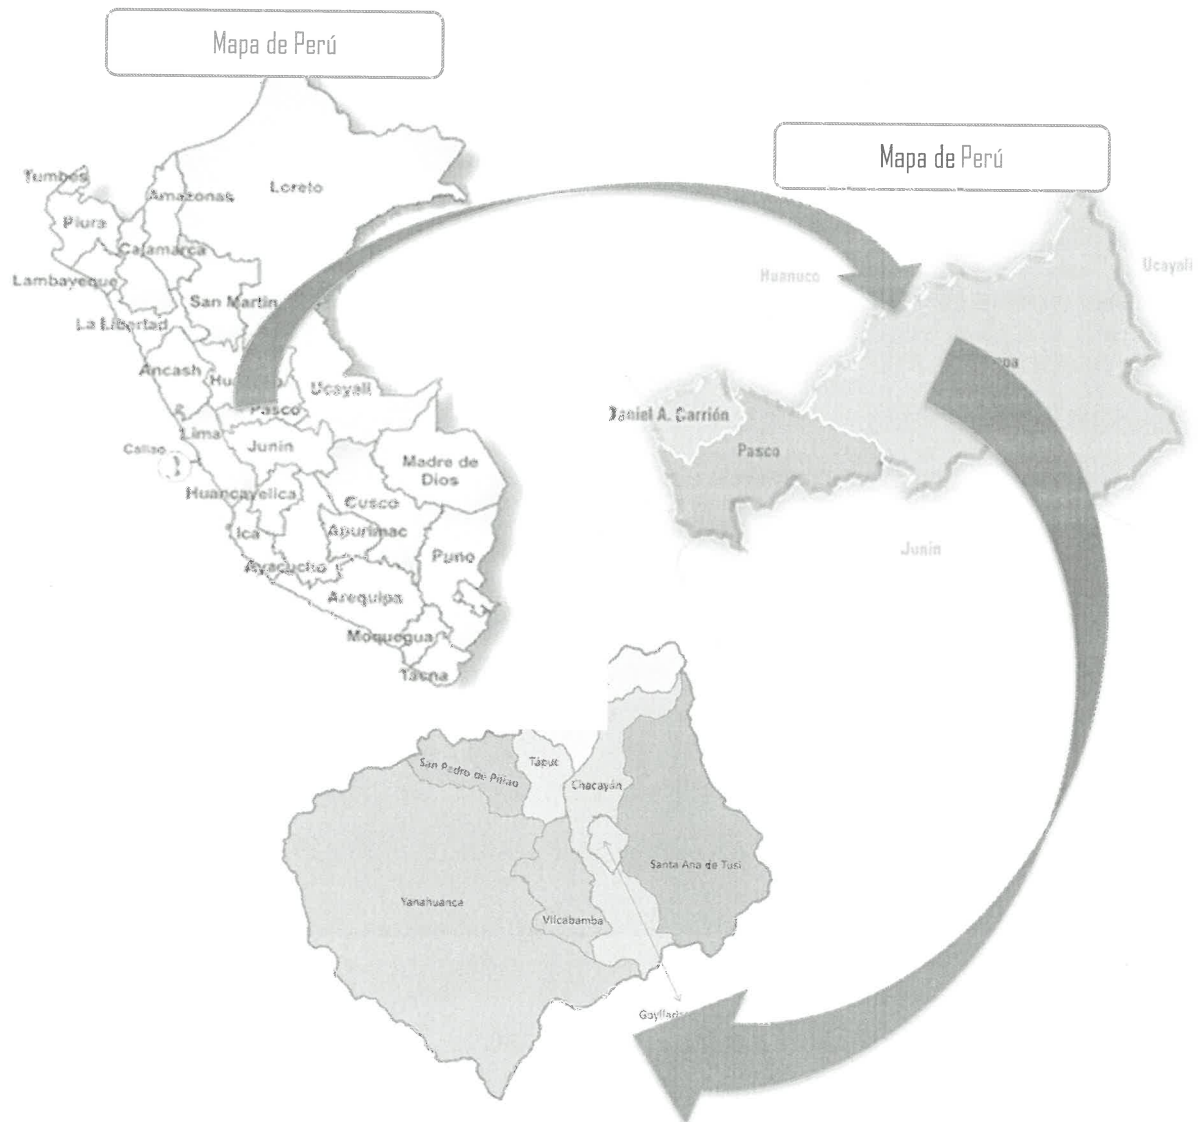 Mapa de Perú
Tumbes
Amazonas
Loreto
Piura
Cajamarca
Lambayeque
San Martin
La Libertad
Ancash
Ucayali
Pasco
Lima
Junin
Callao
Madre de
Dios
Huancavelica
Cusco
Ica
Apurimac
Puno
Ayacucho
Arequipa
Moquegua
Tacna
Mapa de Perú
Huanuco
Ucayali
Daniel A. Carrión
Pasco
Junin
San Pedro de Pillao
Tápuc
Chacayán
Santa Ana de Tusi
Yanahuanca
Vilcabamba